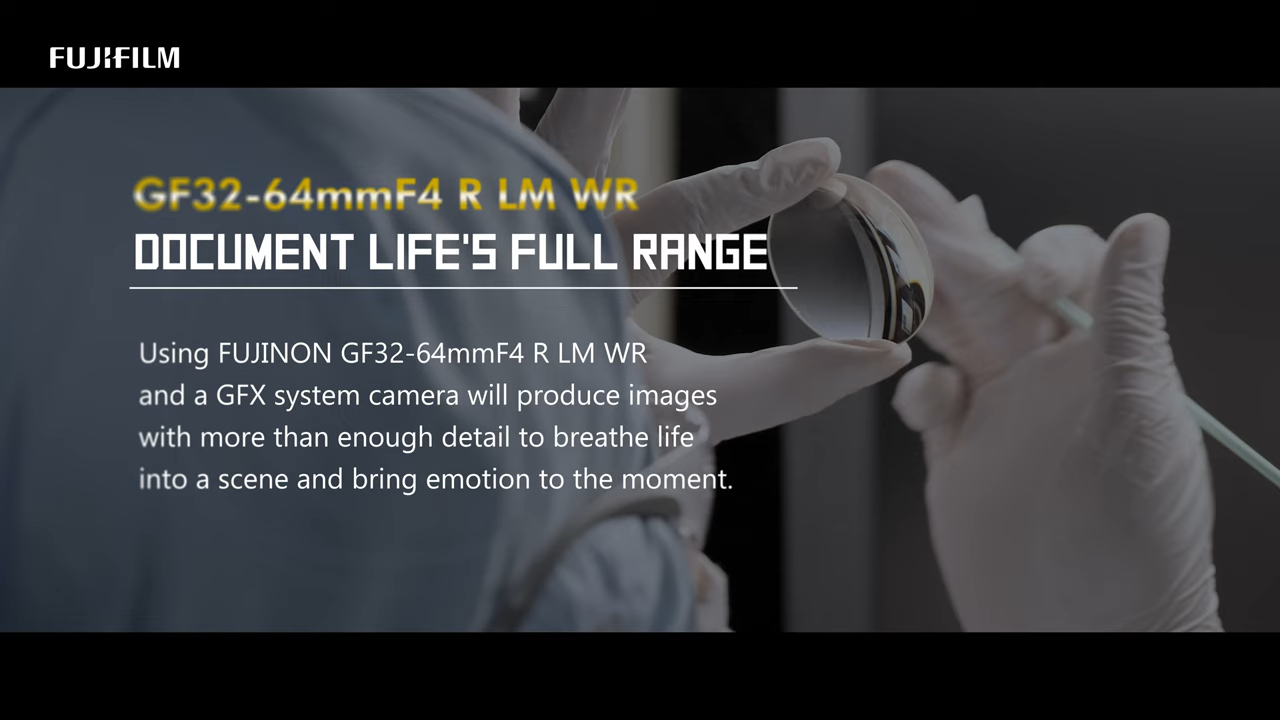 FUJIFILM
GF32-64mmF4 R LM WR
DOCUMENT LIFE'S FULL RANGE
Using FUJINON GF32-64mmF4 R LM WR
and a GFX system camera will produce images
with more than enough detail to breathe life
into a scene and bring emotion to the moment.